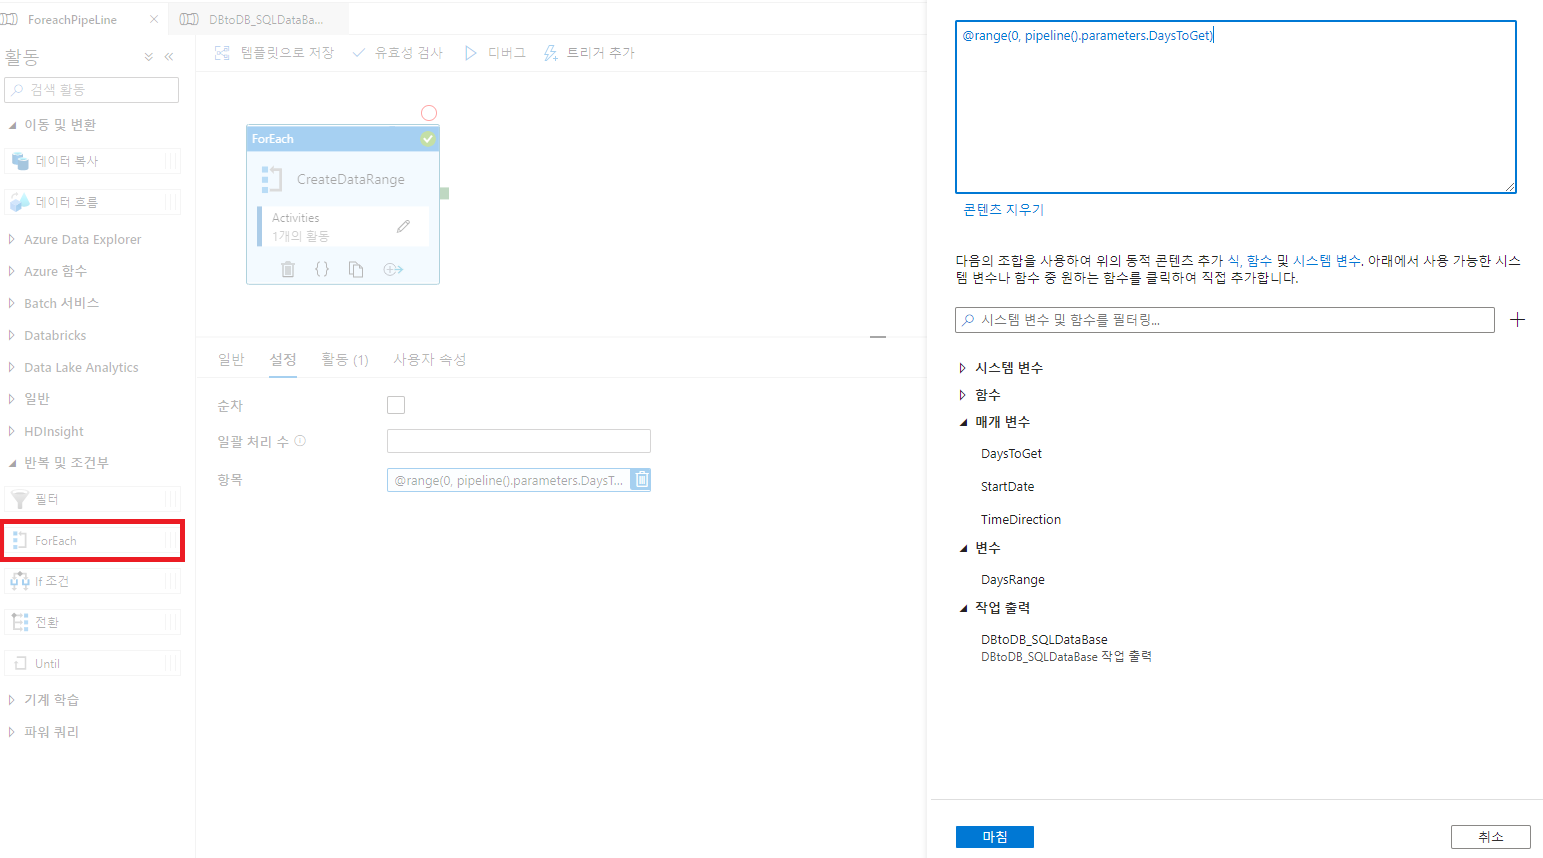 ForeachPipeLine
DBtoDB_SQLDataBa...
활동
템플릿으로 저장
유효성 검사
디버그
트리거 추가
검색 활동
이동 및 변환
데이터 복사
데이터 흐름
Azure Data Explorer
Azure 함수
Batch 서비스
Databricks
Data Lake Analytics
일반
HDInsight
반복 및 조건부
필터
ForEach
If 조건
전환
Until
기계 학습
파워 쿼리
ForEach
CreateDataRange
Activities
1개의 활동
일반
설정
활동 (1)
사용자 속성
순차
일괄 처리 수
항목
@range(0, pipeline().parameters.DaysT...
@range(0, pipeline().parameters.DaysToGet)
콘텐츠 지우기
다음의 조합을 사용하여 위의 동적 콘텐츠 추가 식, 함수 및 시스템 변수. 아래에서 사용 가능한 시스
템 변수나 함수 중 원하는 함수를 클릭하여 직접 추가합니다.
시스템 변수 및 함수를 필터링...
시스템 변수
함수
매개 변수
DaysToGet
StartDate
TimeDirection
변수
DaysRange
작업 출력
DBtoDB_SQLDataBase
DBtoDB_SQLDataBase 작업 출력
마침
취소